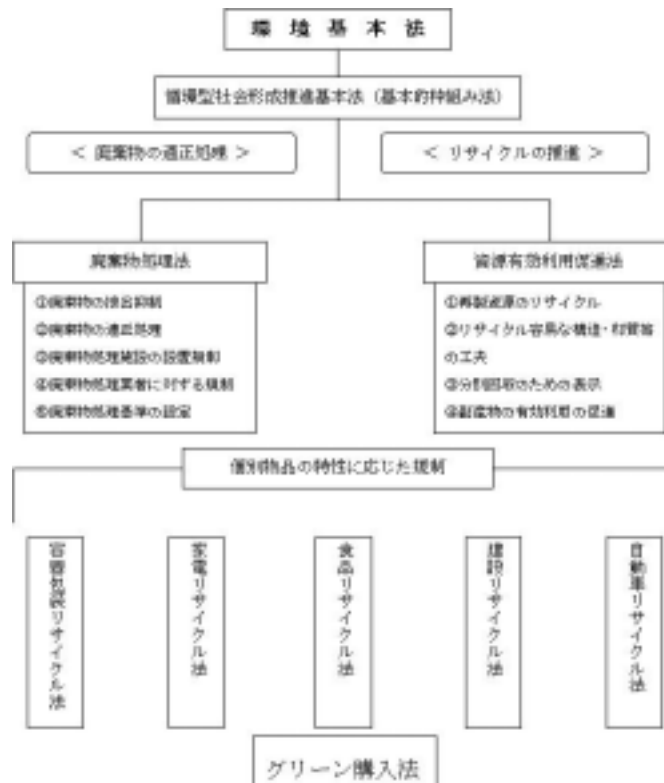 環境基本法
循環型社会形成推進基本法（基本的枠組み法）
＜ 廃棄物の適正処理 ＞
＜ リサイクルの推進 ＞
廃棄物処理法
①廃棄物の排出抑制
②廃棄物の適正処理
③廃棄物処理施設の設置規制
④廃棄物処理業者に対する規制
⑤廃棄物処理基準の設定
資源有効利用促進法
①再製資源のリサイクル
②リサイクル容易な構造・材質等
の工夫
③分別回収のための表示
④副産物の有効利用の促進
個別物品の特性に応じた規制
容器包装リサイクル法
家電リサイクル法
食品リサイクル法
建設リサイクル法
自動車リサイクル法
グリーン購入法